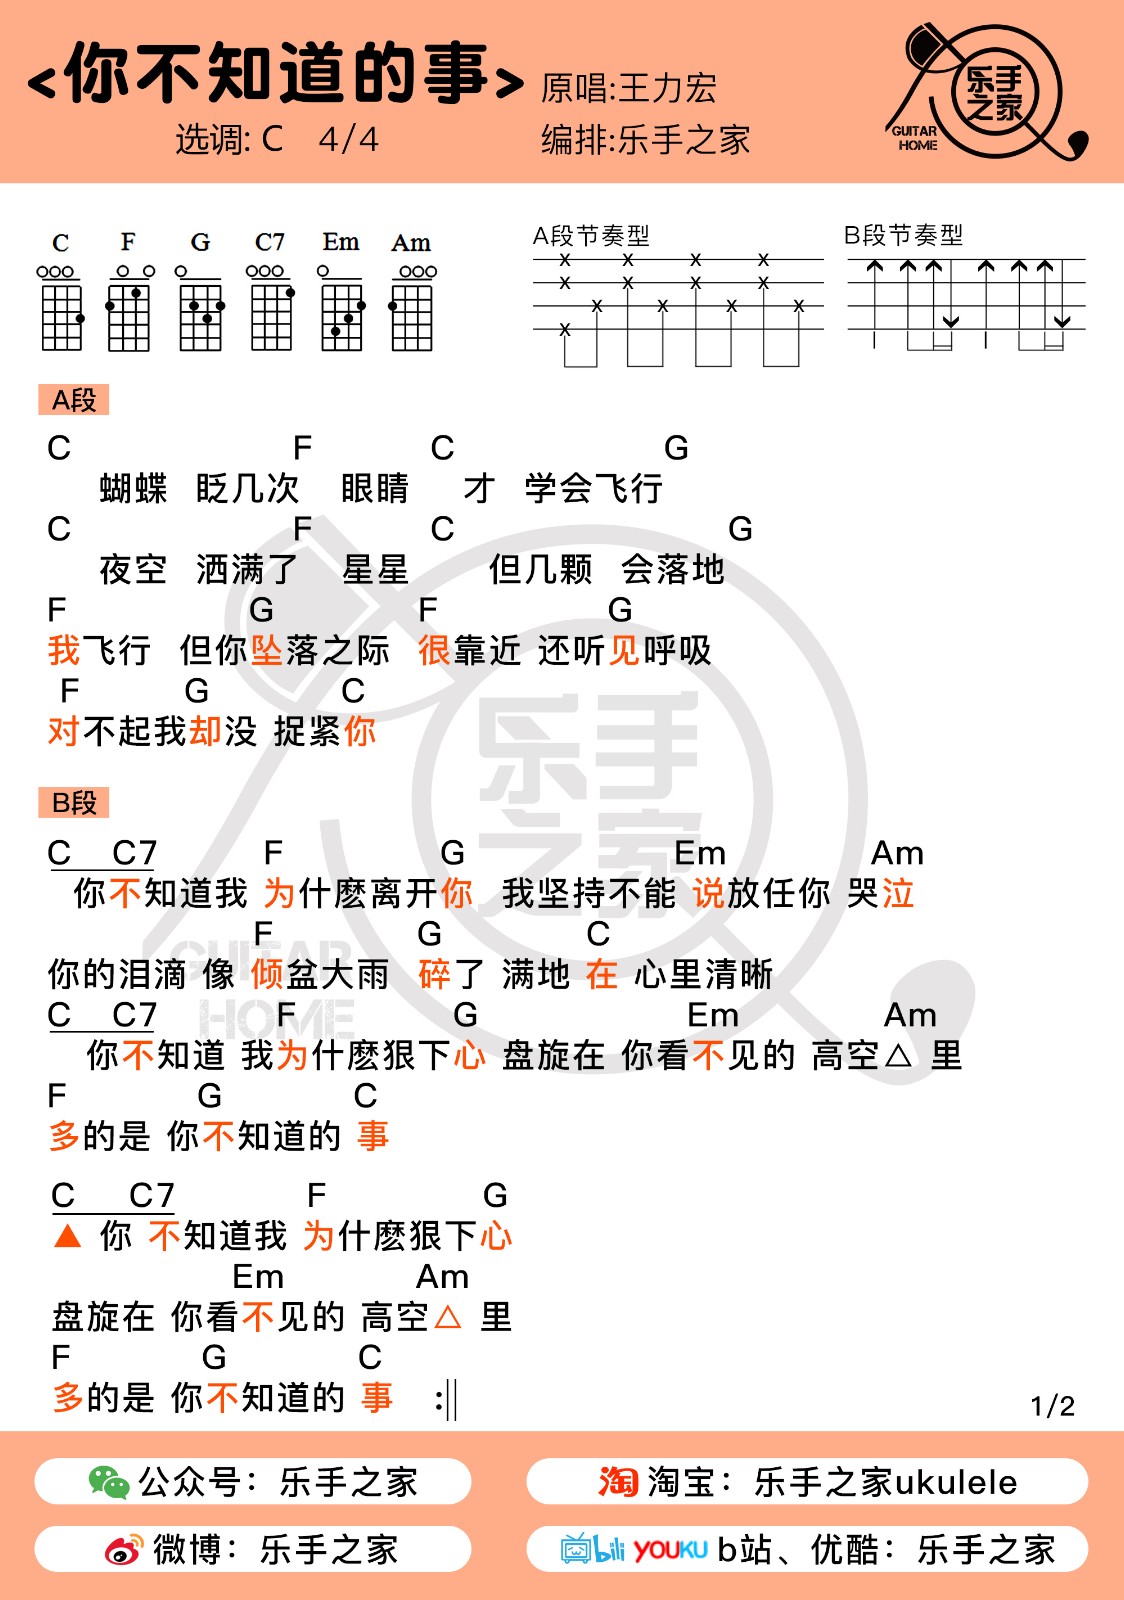 <你不知道的事>
原唱:王力宏
选调: C 4/4
编排:乐手之家
乐手之家
GUITAR
HOME
C F G C7 Em Am
A段节奏型
B段节奏型
A段
C F C G
蝴蝶 眨几次 眼睛 才 学会飞行
C F C G
夜空 洒满了 星星 但几颗 会落地
F G F G
我飞行 但你坠落之际 很靠近 还听见呼吸
F G C
对不起我却没 捉紧你
B段
C C7 F G Em Am
你不知道我 为什麽离开你 我坚持不能 说放任你 哭泣
F G C
你的泪滴 像 倾盆大雨 碎了 满地 在 心里清晰
C C7 F G Em Am
你不知道 我为什麽狠下心 盘旋在 你看不见的 高空△ 里
F G C
多的是 你不知道的 事
C C7 F G
▲ 你 不知道我 为什麽狠下心
Em Am
盘旋在 你看不见的 高空△ 里
F G C
多的是 你不知道的 事 :||
乐手之家
GUITAR
HOME
1/2
公众号：乐手之家
淘 淘宝：乐手之家ukulele
微博：乐手之家
bili YOUKU b站、优酷：乐手之家